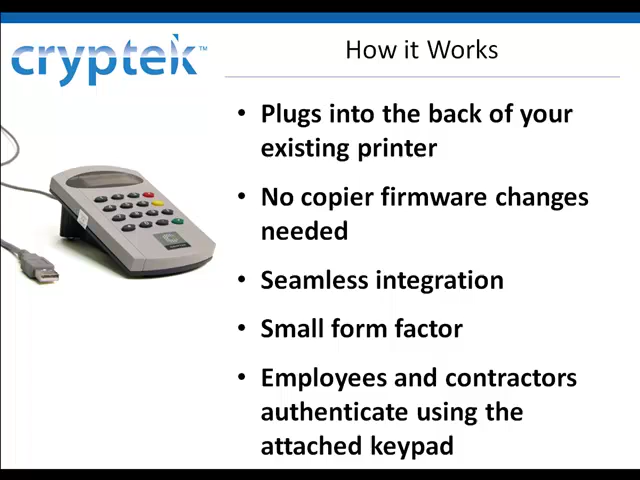 cryptek™
How it Works
• Plugs into the back of your
existing printer
• No copier firmware changes
needed
• Seamless integration
• Small form factor
• Employees and contractors
authenticate using the
attached keypad